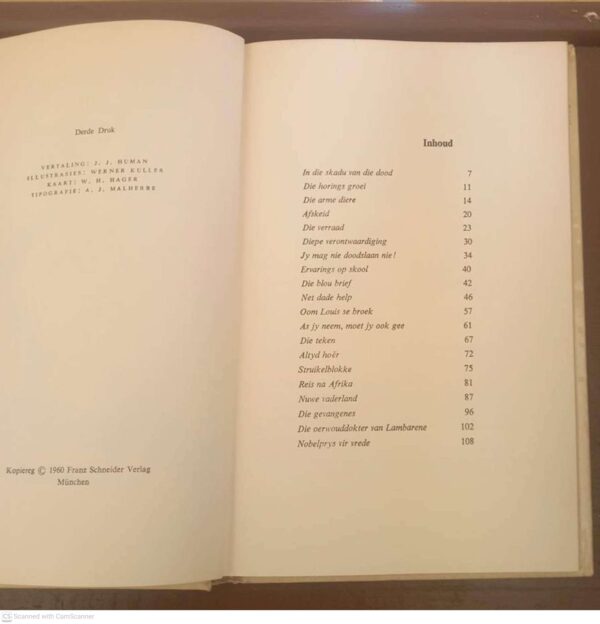 Derde Druk
VERTALING: J. J. HUMAN
ILLUSTRASIES: WERNER KULLER
KAART: W. H. HAGER
TIPOGRAFIE: A. J. MALHERBE
Kopiereg © 1960 Franz Schneider Verlag
München
Inhoud
In die skadu van die dood 7
Die horings groei 11
Die arme diere 14
Afskeid 20
Die verraad 23
Diepe verontwaardiging 30
Jy mag nie doodslaan nie! 34
Ervarings op skool 40
Die blou brief 42
Net dade help 46
Oom Louis se broek 57
As jy neem, moet jy ook gee 61
Die teken 67
Altyd hoër 72
Struikelblokke 75
Reis na Afrika 81
Nuwe vaderland 87
Die gevangenes 96
Die oerwouddokter van Lambarene 102
Nobelprys vir vrede 108
CS Scanned with CamScanner